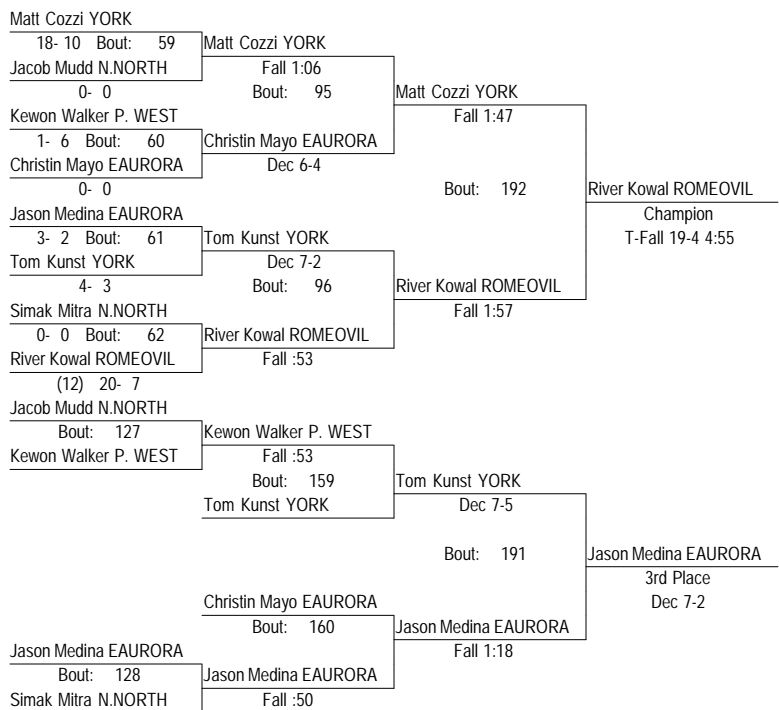 Matt Cozzi YORK
18- 10 Bout: 59 Matt Cozzi YORK
Jacob Mudd N.NORTH Fall 1:06
0- 0 Bout: 95 Matt Cozzi YORK
Kewon Walker P. WEST Fall 1:47
1- 6 Bout: 60 Christin Mayo EAURORA
Christin Mayo EAURORA Dec 6-4
0- 0 Bout: 192 River Kowal ROMEOVIL
Jason Medina EAURORA Champion
3- 2 Bout: 61 Tom Kunst YORK T-Fall 19-4 4:55
Tom Kunst YORK Dec 7-2
4- 3 Bout: 96 River Kowal ROMEOVIL
Simak Mitra N.NORTH Fall 1:57
0- 0 Bout: 62 River Kowal ROMEOVIL
River Kowal ROMEOVIL Fall :53
(12) 20- 7
Jacob Mudd N.NORTH
Bout: 127 Kewon Walker P. WEST
Kewon Walker P. WEST Fall :53
Bout: 159 Tom Kunst YORK
Tom Kunst YORK Dec 7-5
Bout: 191 Jason Medina EAURORA
3rd Place
Christin Mayo EAURORA Dec 7-2
Bout: 160 Jason Medina EAURORA
Jason Medina EAURORA Fall 1:18
Bout: 128 Jason Medina EAURORA
Simak Mitra N.NORTH Fall :50